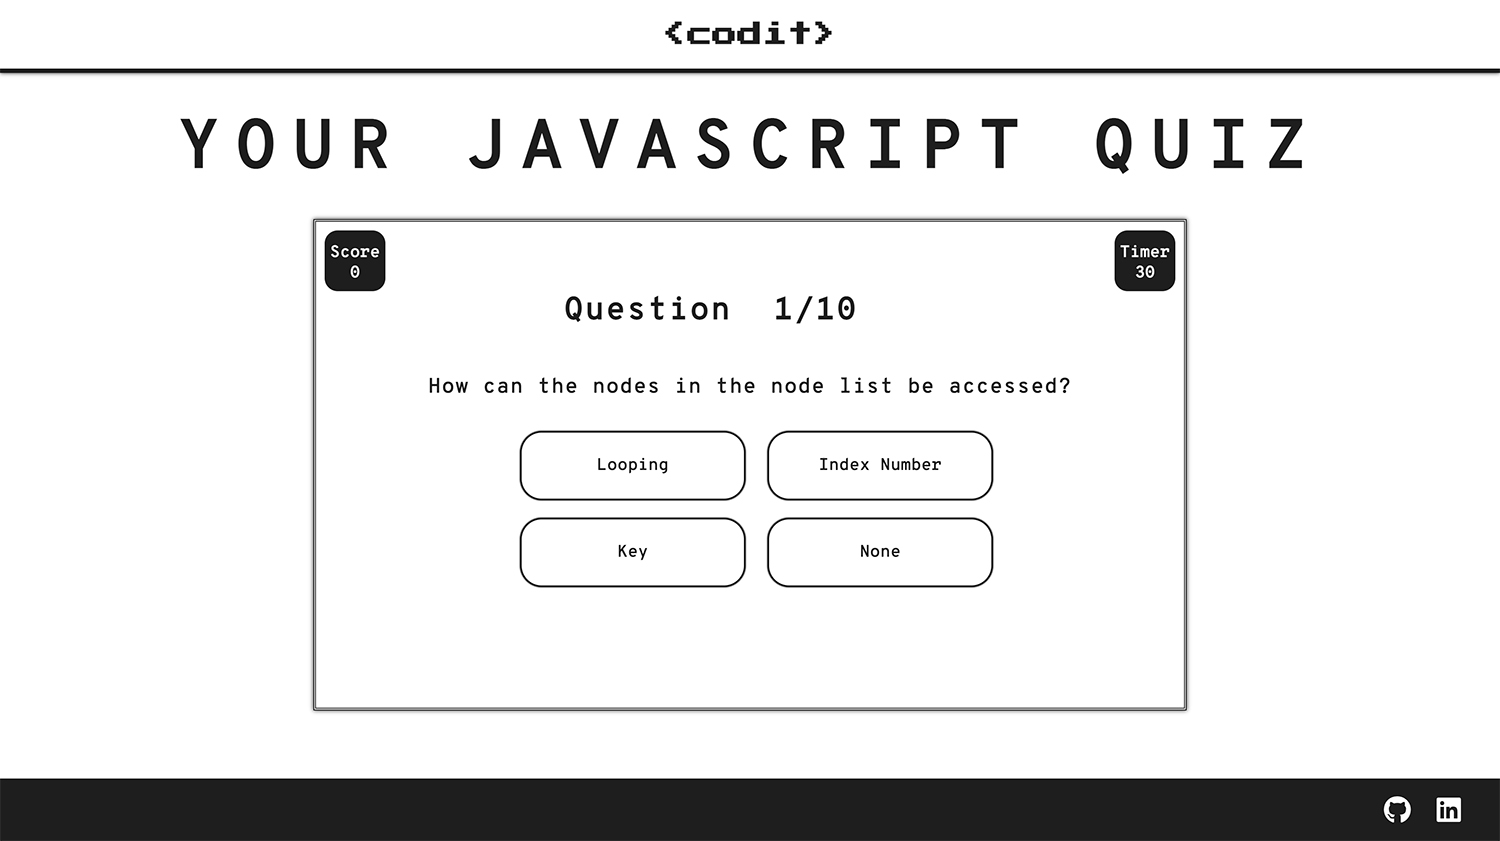 <codit>
YOUR JAVASCRIPT QUIZ
Score
0
Timer
30
Question 1/10
How can the nodes in the node list be accessed?
Looping
Index Number
Key
None
in